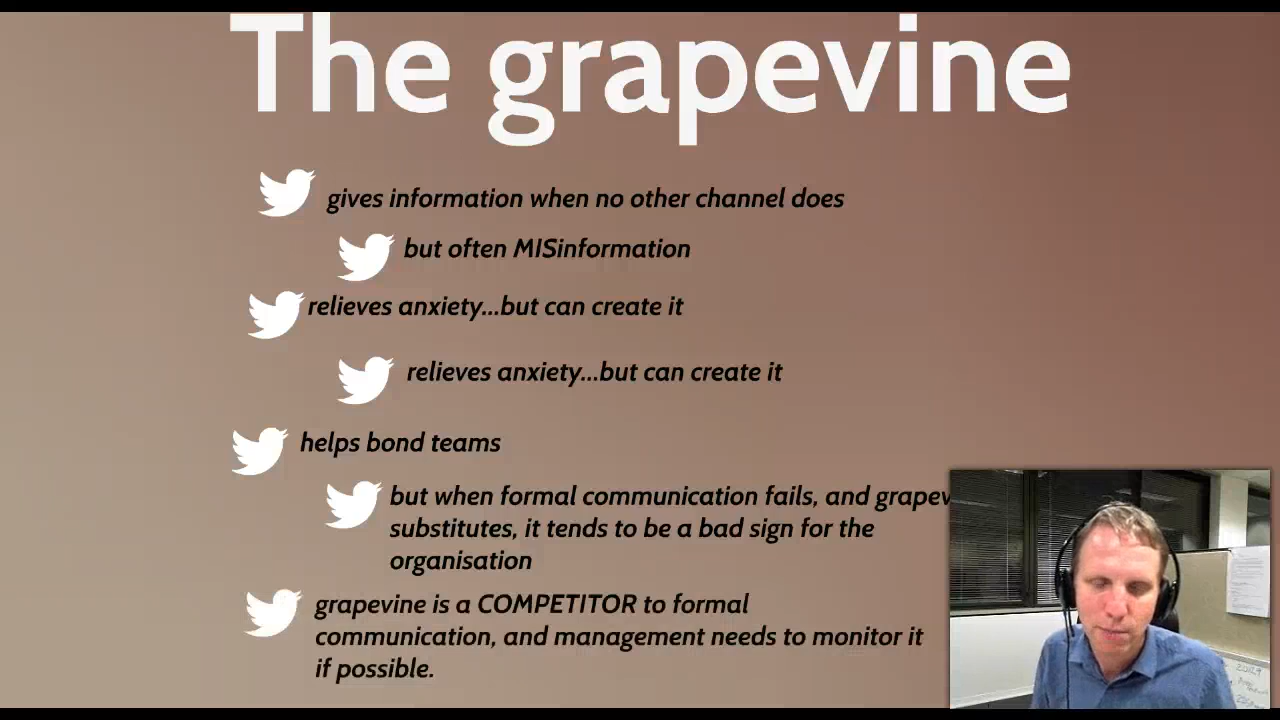 The grapevine
gives information when no other channel does
but often MISinformation
relieves anxiety...but can create it
relieves anxiety...but can create it
helps bond teams
but when formal communication fails, and grapev
substitutes, it tends to be a bad sign for the
organisation
grapevine is a COMPETITOR to formal
communication, and management needs to monitor it
if possible.